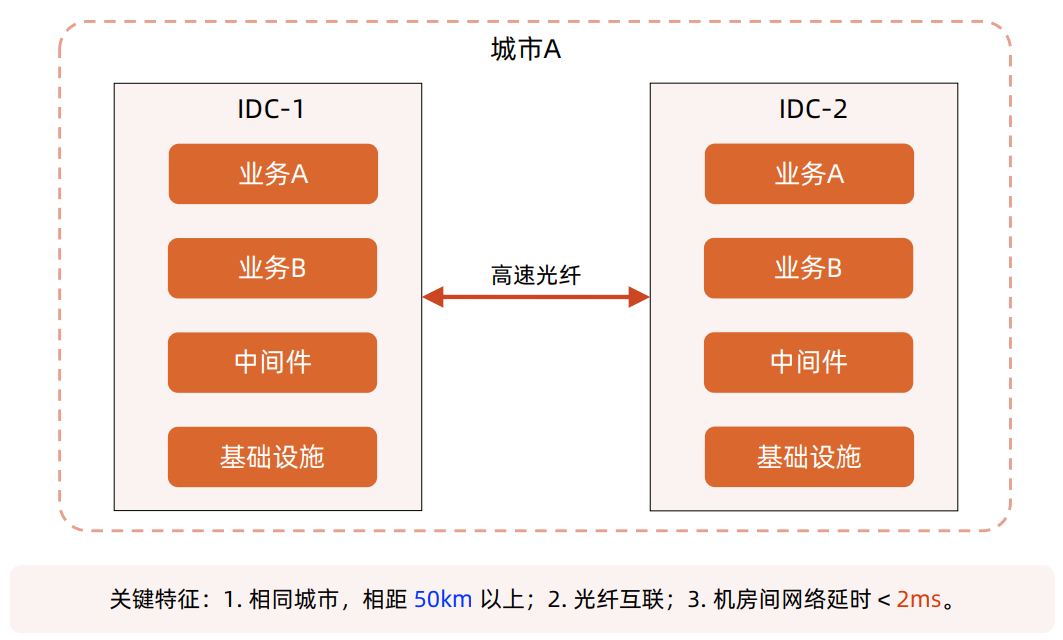 城市A
IDC-1
业务A
业务B
中间件
基础设施
高速光纤
IDC-2
业务A
业务B
中间件
基础设施
关键特征：1. 相同城市，相距 50km 以上；2. 光纤互联；3. 机房间网络延时 < 2ms。